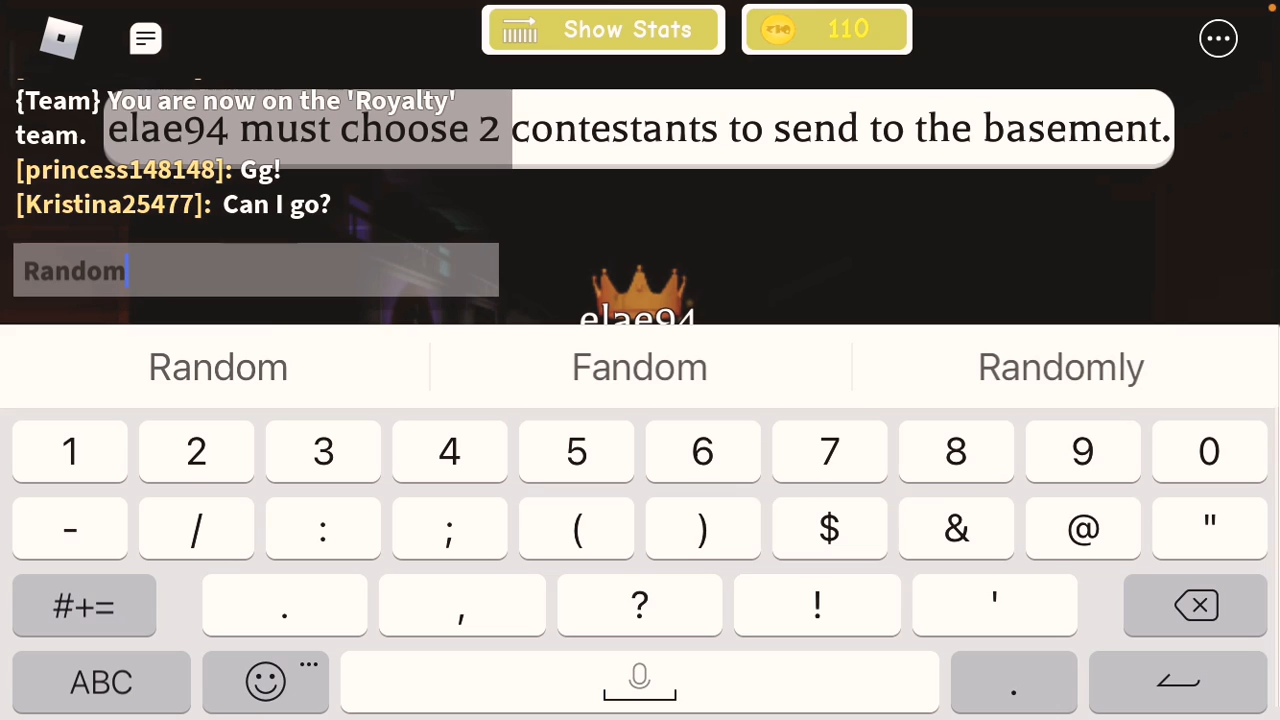 Show Stats
110
{Team} You are now on the 'Royalty'
team.
elae94 must choose 2 contestants to send to the basement.
[princess148148]: Gg!
[Kristina25477]: Can I go?
Random
elae94
Random Fandom Randomly
1 2 3 4 5 6 7 8 9 0
- / : ; ( ) $ & @ "
#+= . , ? ! '
ABC .